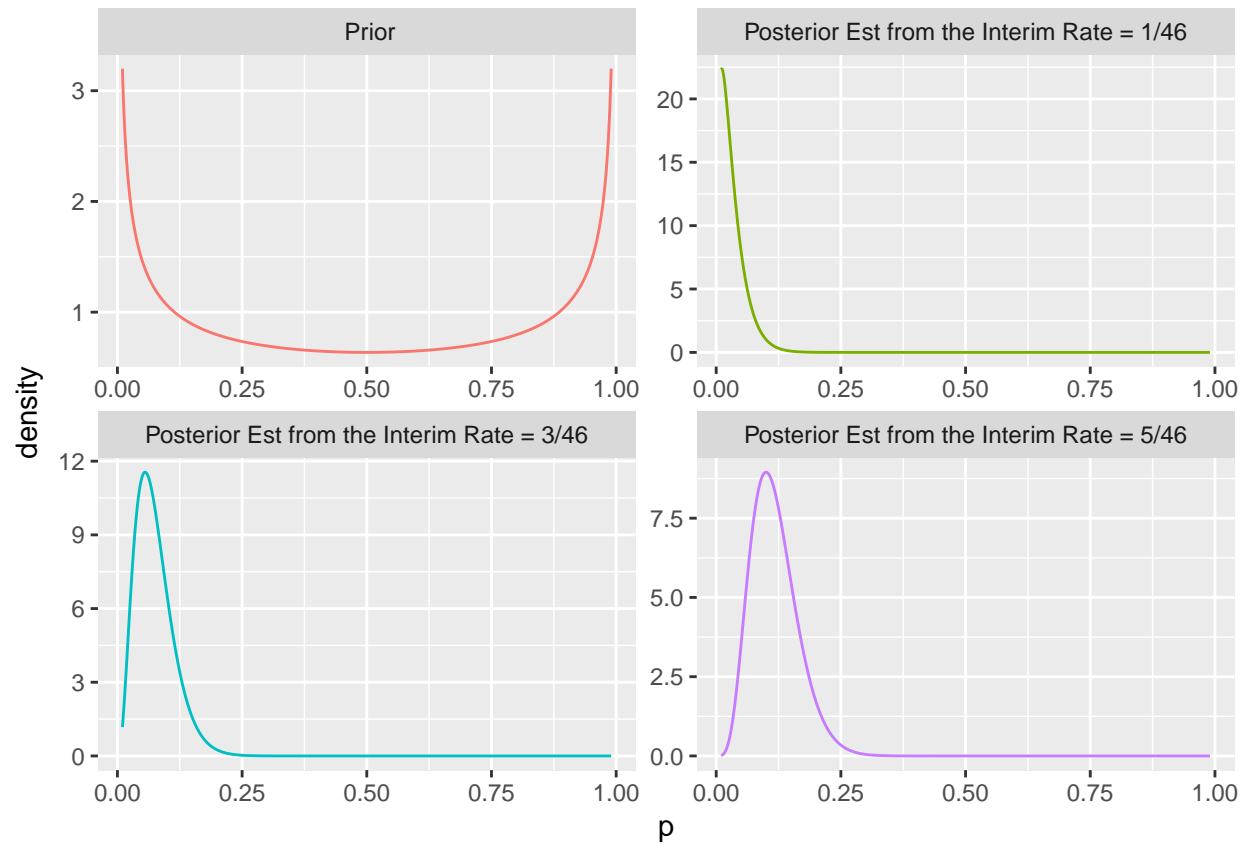 Prior
Posterior Est from the Interim Rate = 1/46
3
2
1
0.00 0.25 0.50 0.75 1.00
20
15
10
5
0
0.00 0.25 0.50 0.75 1.00
density
Posterior Est from the Interim Rate = 3/46
Posterior Est from the Interim Rate = 5/46
12
9
6
3
0
0.00 0.25 0.50 0.75 1.00
7.5
5.0
2.5
0.0
0.00 0.25 0.50 0.75 1.00
p